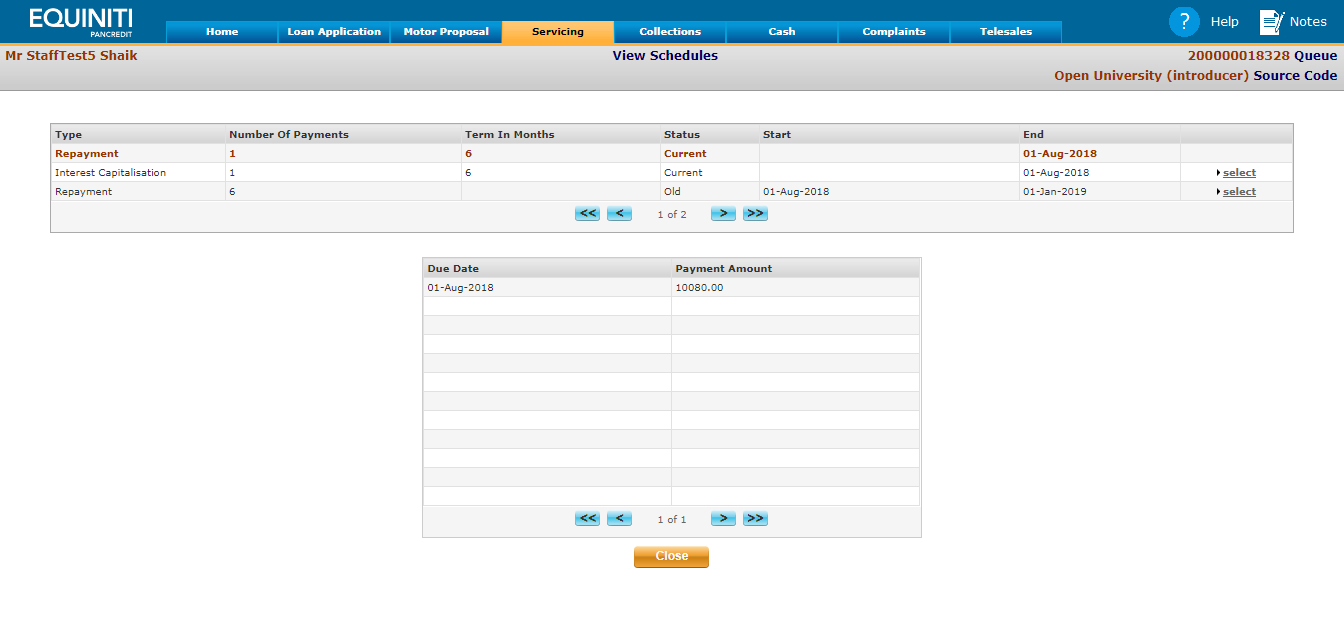 EQUINITI
PANCREDIT
Home Loan Application Motor Proposal Servicing Collections Cash Complaints Telesales
? Help Notes
Mr StaffTest5 Shaik View Schedules 200000018328 Queue
Open University (introducer) Source Code
Type Number Of Payments Term In Months Status Start End
Repayment 1 6 Current 01-Aug-2018
Interest Capitalisation 1 6 Current 01-Aug-2018 select
Repayment 6 Old 01-Aug-2018 01-Jan-2019 select
<< < 1 of 2 > >>
Due Date Payment Amount
01-Aug-2018 10080.00
<< < 1 of 1 > >>
Close